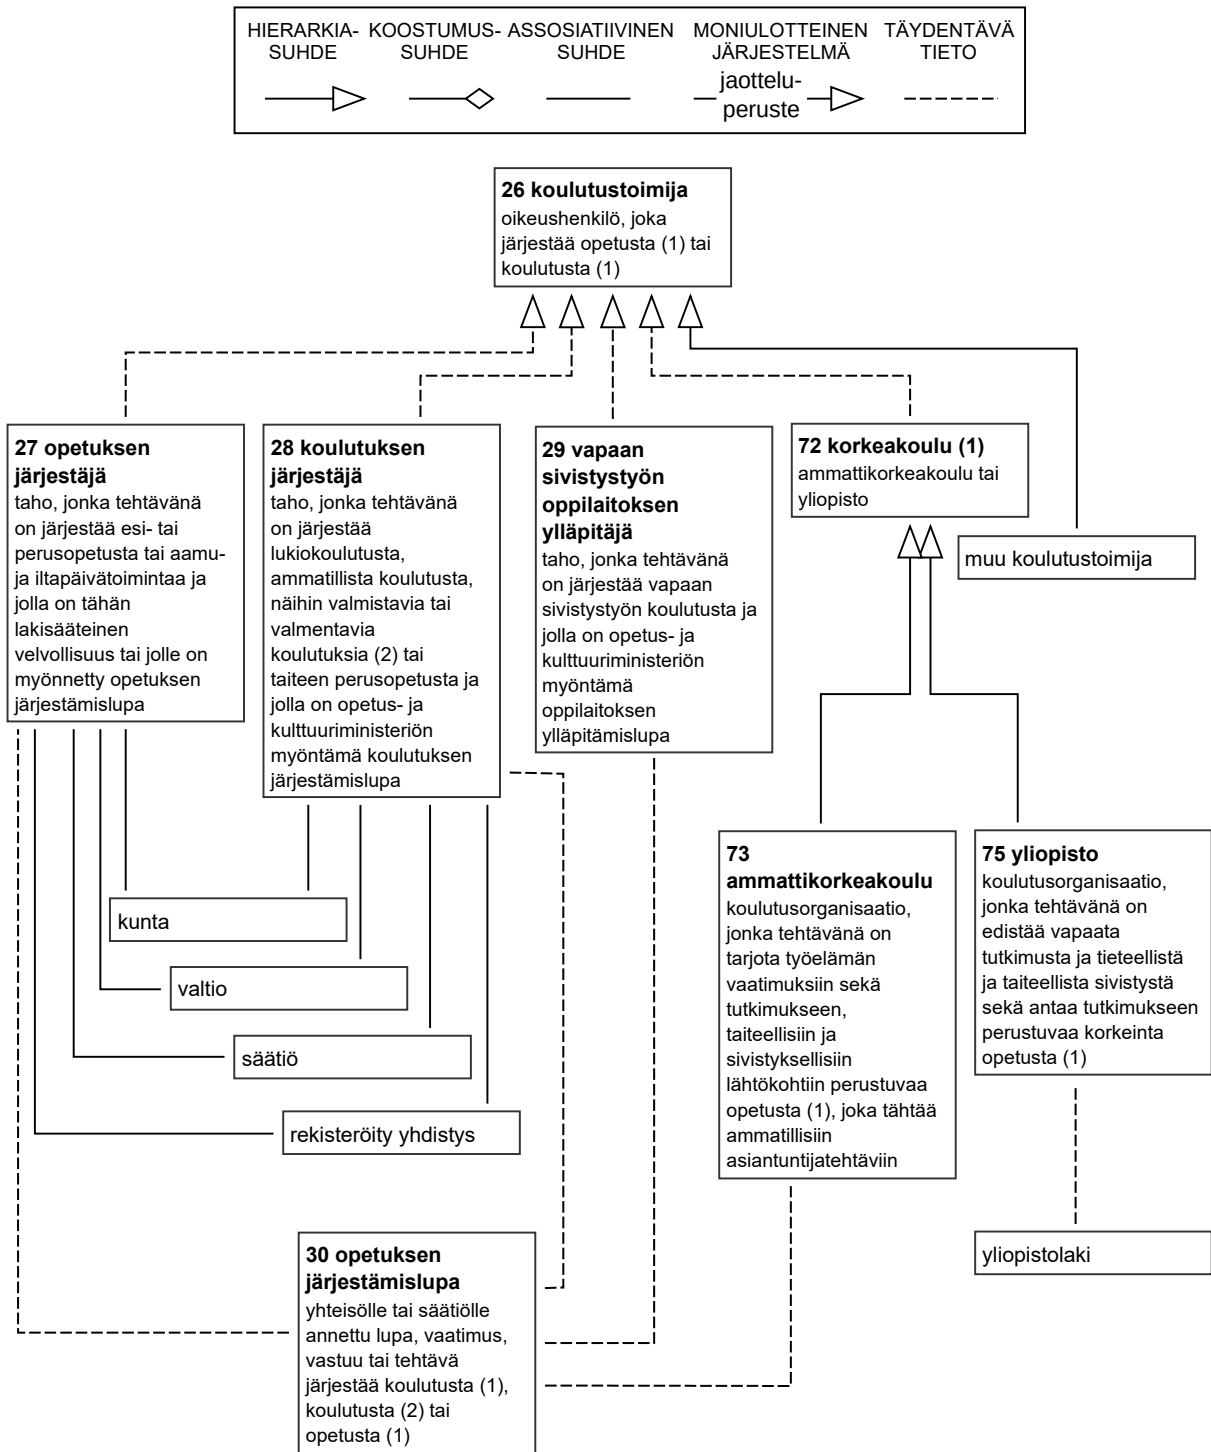 HIERARKIA-
SUHDE
KOOSTUMUS-
SUHDE
ASSOSIATIIVINEN
SUHDE
MONIULOTTEINEN
JÄRJESTELMÄ
jaottelu-
peruste
TÄYDENTÄVÄ
TIETO
26 koulutustoimija
oikeushenkilö, joka
järjestää opetusta (1) tai
koulutusta (1)
27 opetuksen
järjestäjä
taho, jonka tehtävänä
on järjestää esi- tai
perusopetusta tai aamu-
ja iltapäivätoimintaa ja
jolla on tähän
lakisääteinen
velvollisuus tai jolle on
myönnetty opetuksen
järjestämislupa
28 koulutuksen
järjestäjä
taho, jonka tehtävänä
on järjestää
lukiokoulutusta,
ammatillista koulutusta,
näihin valmistavia tai
valmentavia
koulutuksia (2) tai
taiteen perusopetusta ja
jolla on opetus- ja
kulttuuriministeriön
myöntämä koulutuksen
järjestämislupa
29 vapaan
sivistystyön
oppilaitoksen
ylläpitäjä
taho, jonka tehtävänä
on järjestää vapaan
sivistystyön koulutusta ja
jolla on opetus- ja
kulttuuriministeriön
myöntämä
oppilaitoksen
ylläpitämislupa
72 korkeakoulu (1)
ammattikorkeakoulu tai
yliopisto
muu koulutustoimija
73
ammattikorkeakoulu
koulutusorganisaatio,
jonka tehtävänä on
tarjota työelämän
vaatimuksiin sekä
tutkimukseen,
taiteellisiin ja
sivistyksellisiin
lähtökohtiin perustuvaa
opetusta (1), joka tähtää
ammatillisiin
asiantuntijatehtäviin
75 yliopisto
koulutusorganisaatio,
jonka tehtävänä on
edistää vapaata
tutkimusta ja tieteellistä
ja taiteellista sivistystä
sekä antaa tutkimukseen
perustuvaa korkeinta
opetusta (1)
kunta
valtio
säätiö
rekisteröity yhdistys
yliopistolaki
30 opetuksen
järjestämislupa
yhteisölle tai säätiölle
annettu lupa, vaatimus,
vastuu tai tehtävä
järjestää koulutusta (1),
koulutusta (2) tai
opetusta (1)